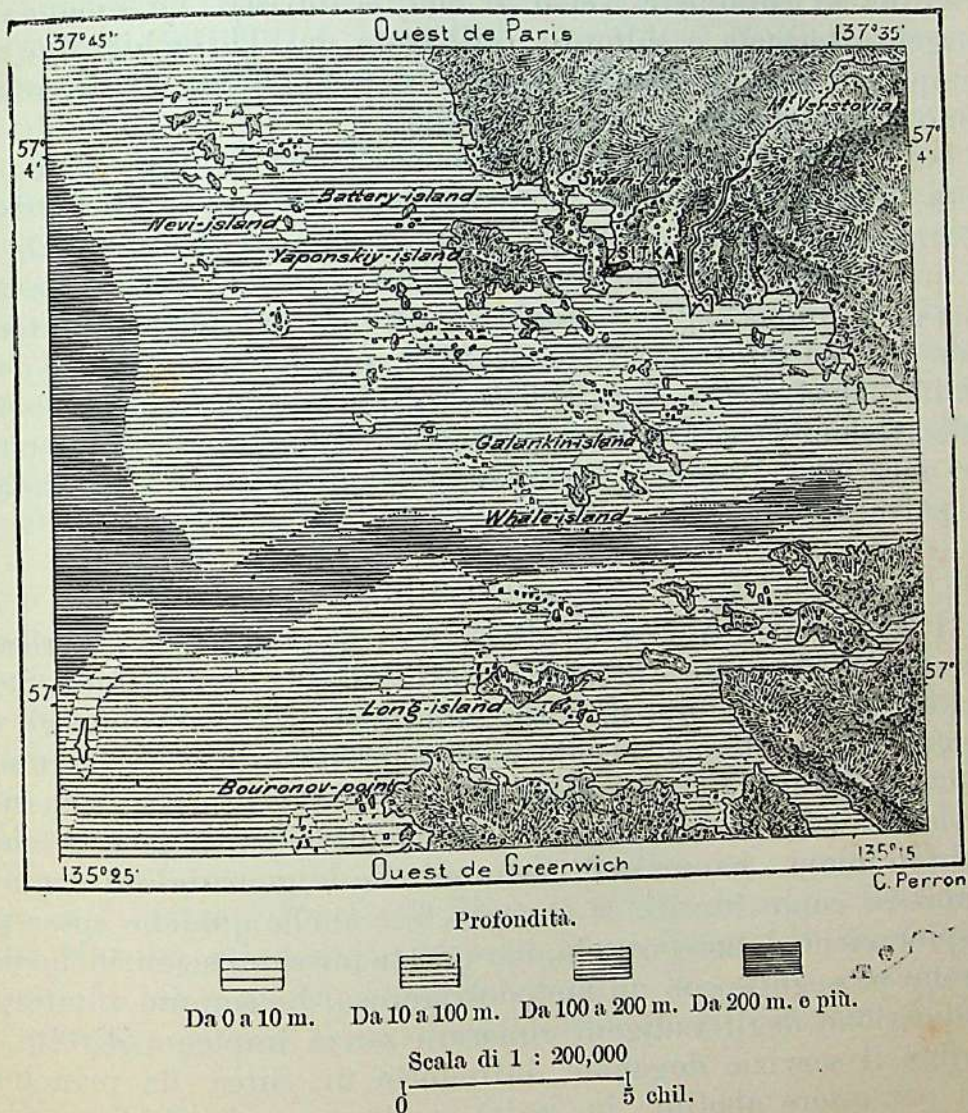 Ouest de Paris
137°45'
137°35'
Mt Verstovia
57°
4'
57°
4'
Swan-lake
Battery-island
Nevi-island
SITKA
Yaponskiy-island
Galankin-island
Whale-island
57°
57°
Long-island
Bouronov-point
135°25'
Ouest de Greenwich
135°15'
C. Perron
Profondità.
Da 0 a 10 m. Da 10 a 100 m. Da 100 a 200 m. Da 200 m. e più.
Scala di 1 : 200,000
0 5 chil.